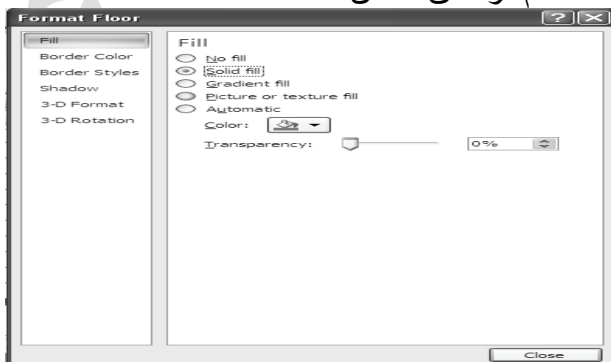 Format Floor
Fill
Border Color
Border Styles
Shadow
3-D Format
3-D Rotation
Fill
No fill
Solid fill
Gradient fill
Picture or texture fill
Automatic
Color:
Transparency:
0%
Close